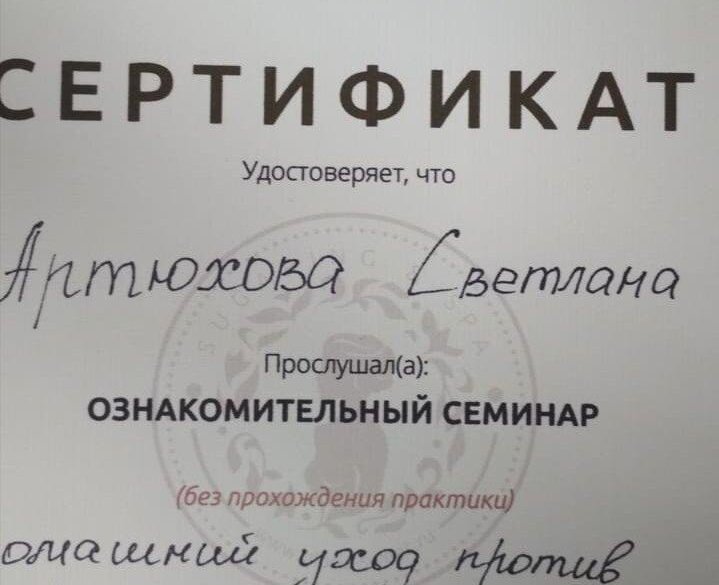 СЕРТИФИКАТ
Удостоверяет, что
Артюхова Светлана
Прослушал(а):
ОЗНАКОМИТЕЛЬНЫЙ СЕМИНАР
(без прохождения практики)
омашний уход против